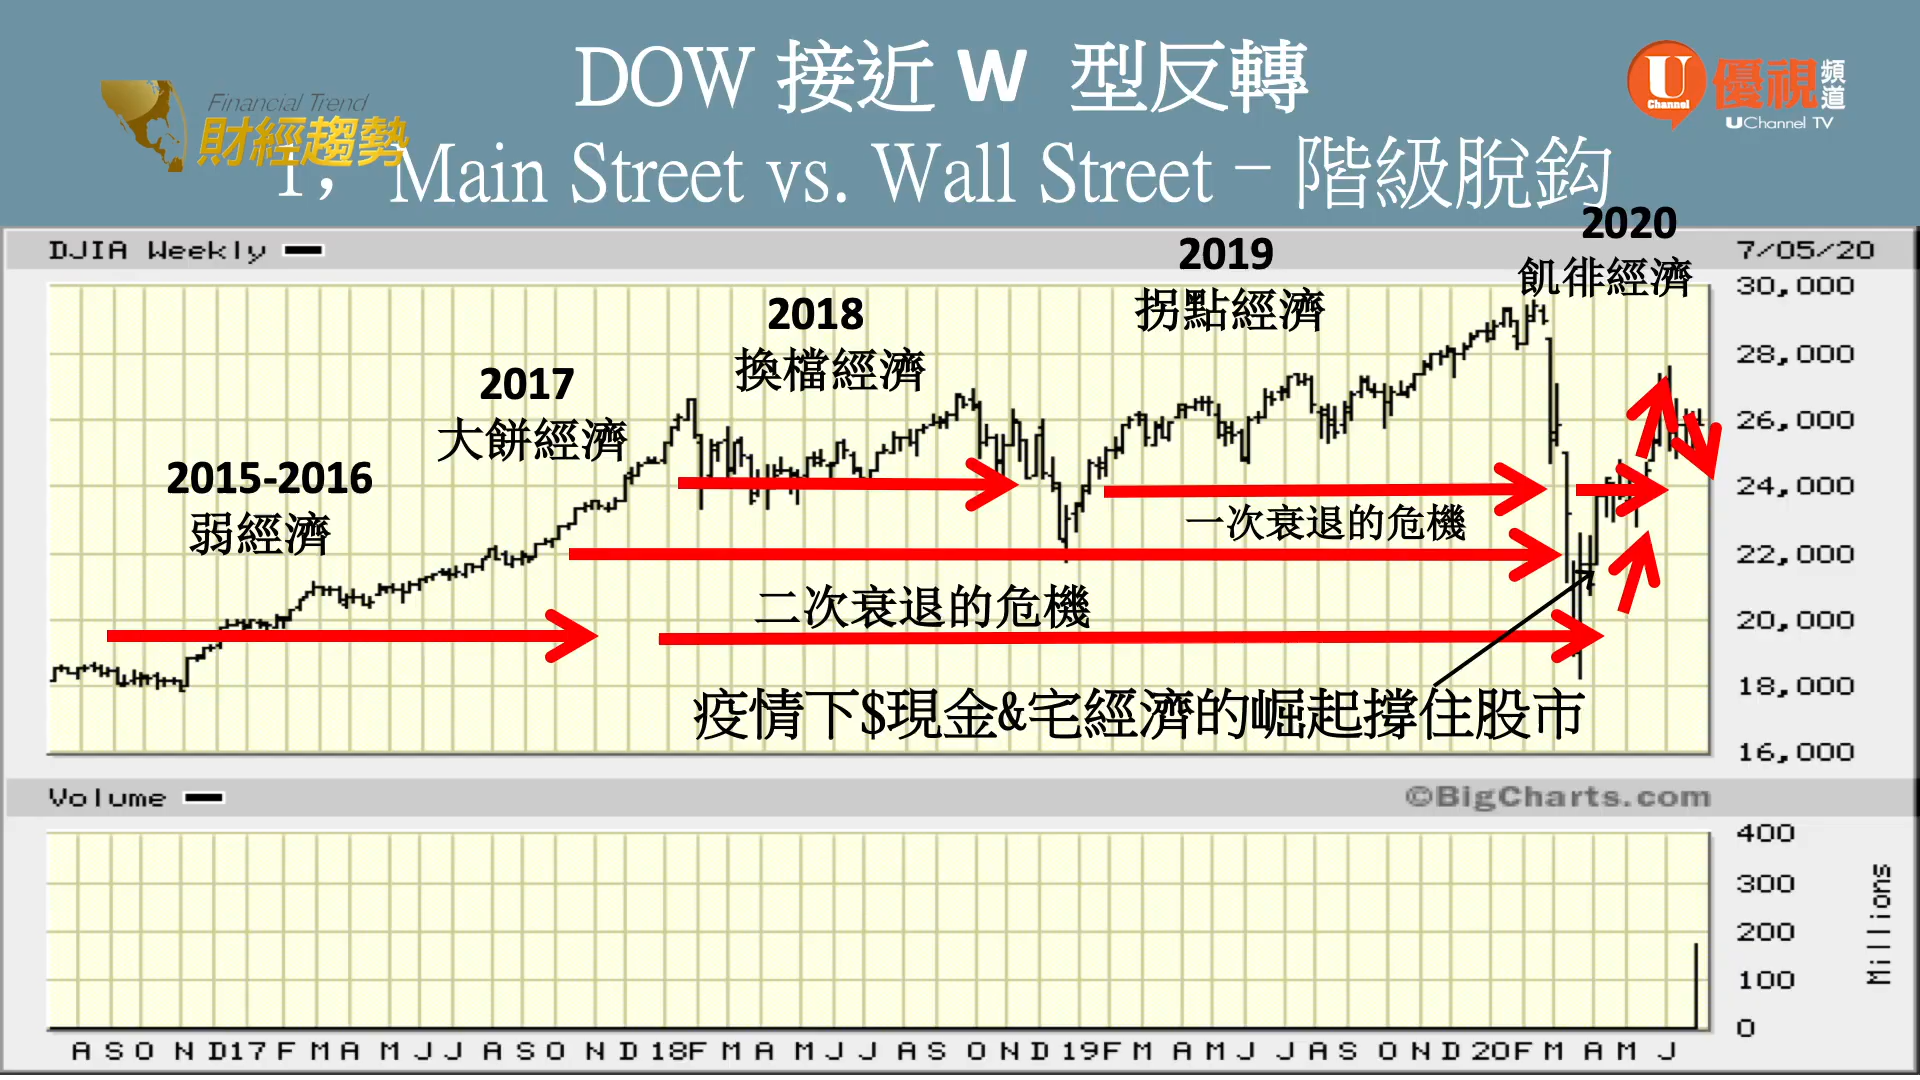 DOW 接近 W 型反轉
Financial Trend
財經趨勢
U Channel 優視頻道
UChannel TV
1, Main Street vs. Wall Street – 階級脫鈎
DJIA Weekly
7/05/20
2020
飢徘經濟
2019
拐點經濟
2018
換檔經濟
2017
大餅經濟
2015-2016
弱經濟
一次衰退的危機
二次衰退的危機
疫情下$現金&宅經濟的崛起撐住股市
30,000
28,000
26,000
24,000
22,000
20,000
18,000
16,000
Volume
©BigCharts.com
400
300
200
100
0
Millions
A S O N D 17 F M A M J J A S O N D 18 F M A M J J A S O N D 19 F M A M J J A S O N D 20 F M A M J